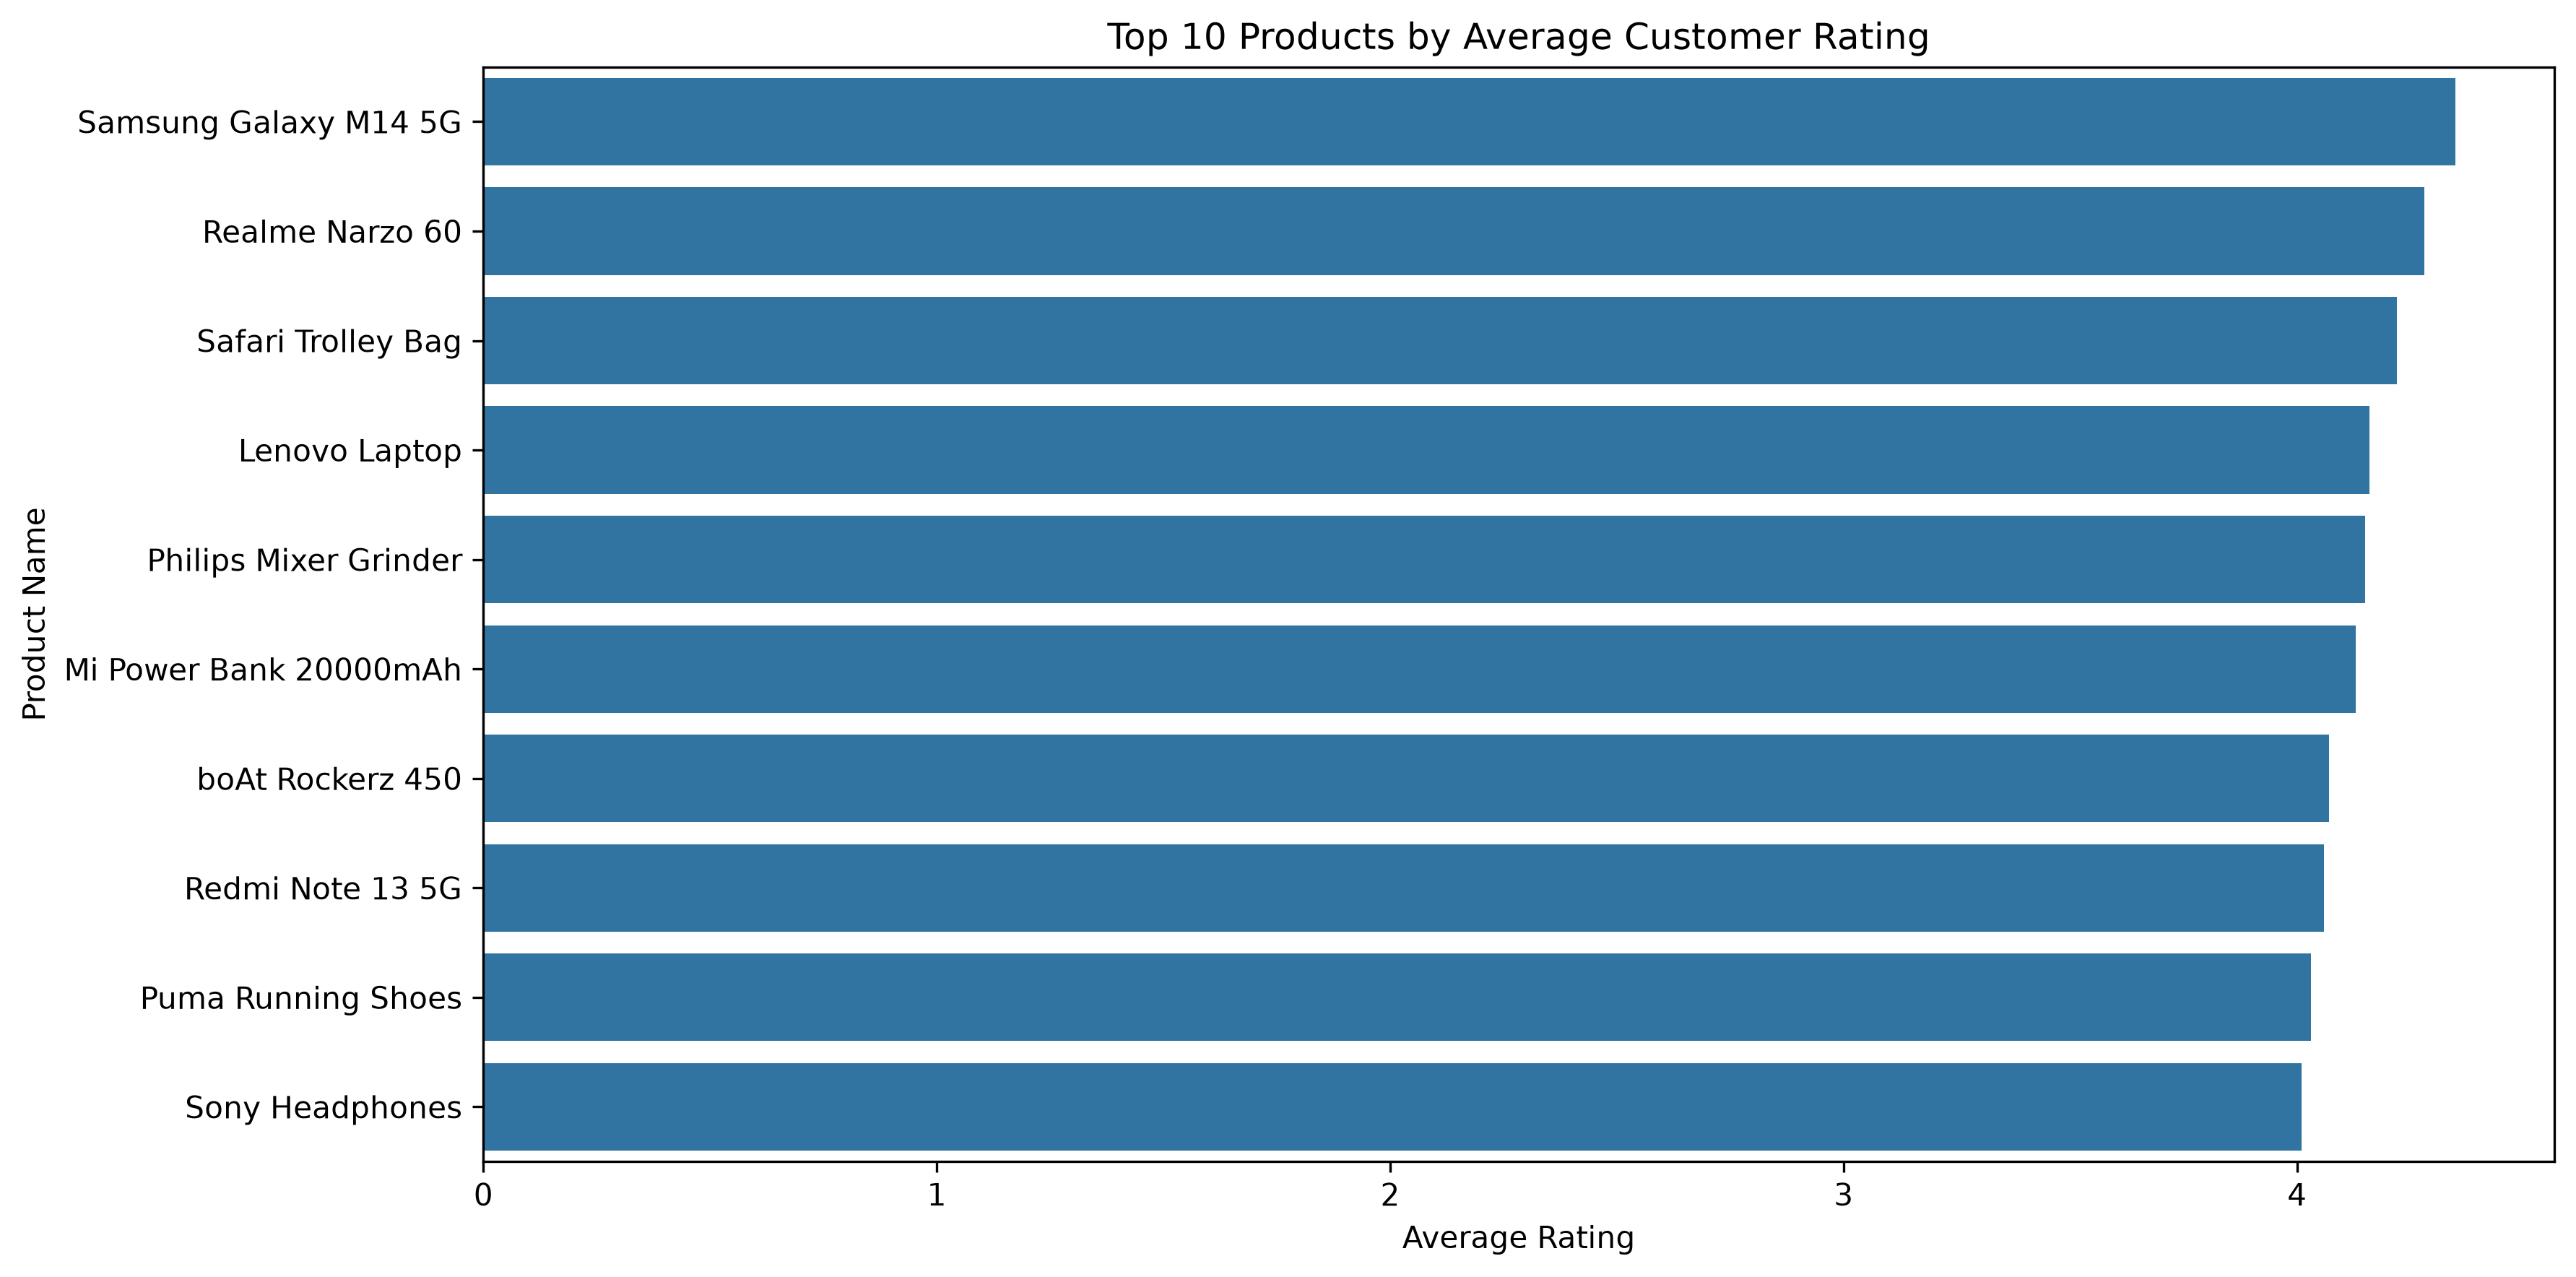 Top 10 Products by Average Customer Rating
Product Name
Samsung Galaxy M14 5G
Realme Narzo 60
Safari Trolley Bag
Lenovo Laptop
Philips Mixer Grinder
Mi Power Bank 20000mAh
boAt Rockerz 450
Redmi Note 13 5G
Puma Running Shoes
Sony Headphones
0 1 2 3 4
Average Rating